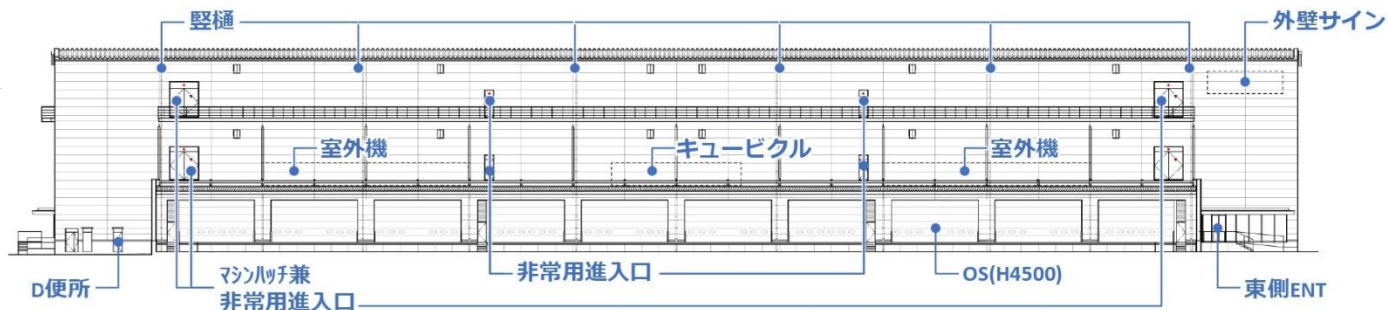 竪樋
外壁サイン
室外機
キュービクル
室外機
D便所
ﾏｼﾝﾊｯﾁ兼
非常用進入口
非常用進入口
OS(H4500)
東側ENT